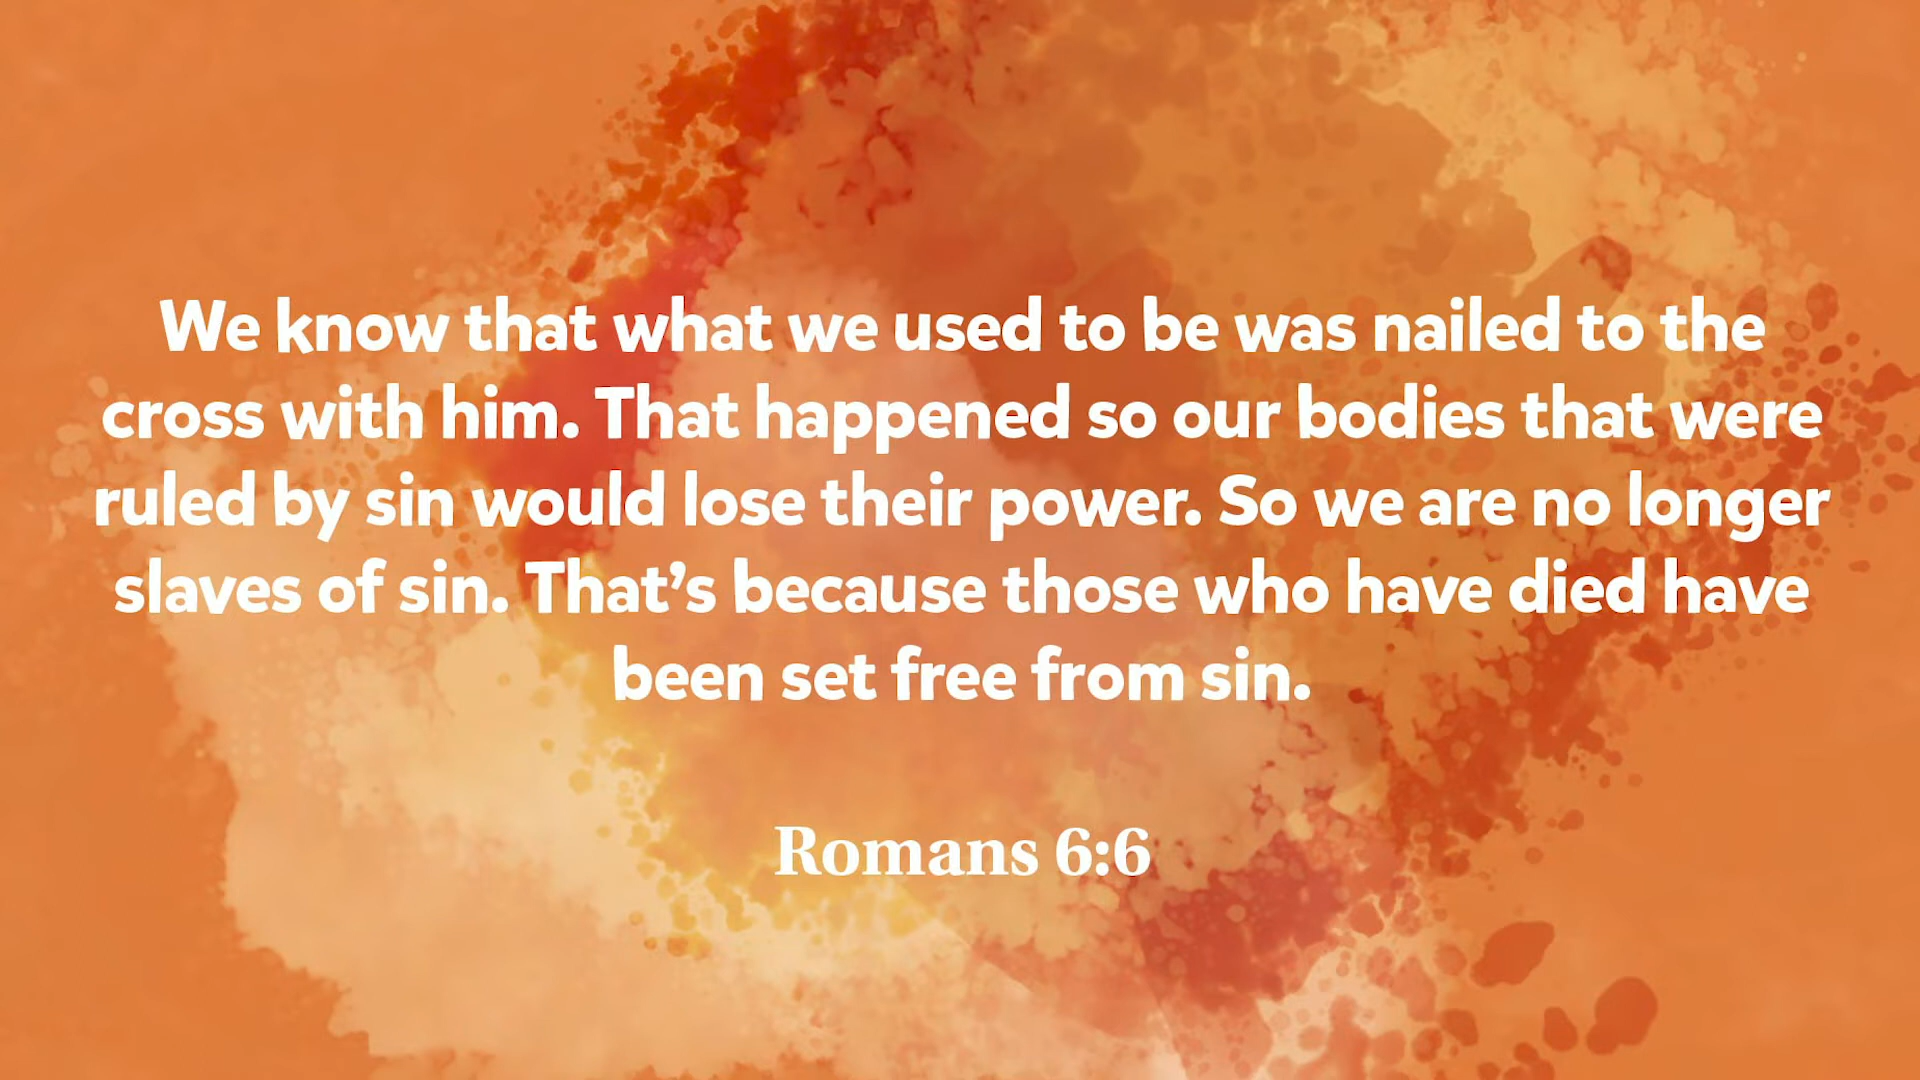 We know that what we used to be was nailed to the
cross with him. That happened so our bodies that were
ruled by sin would lose their power. So we are no longer
slaves of sin. That’s because those who have died have
been set free from sin.
Romans 6:6